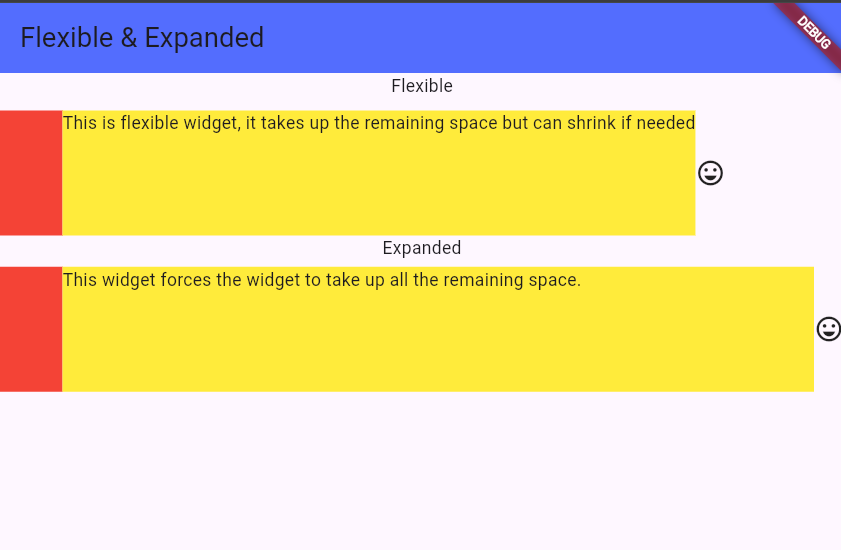 Flexible & Expanded
DEBUG
Flexible
This is flexible widget, it takes up the remaining space but can shrink if needed
Expanded
This widget forces the widget to take up all the remaining space.